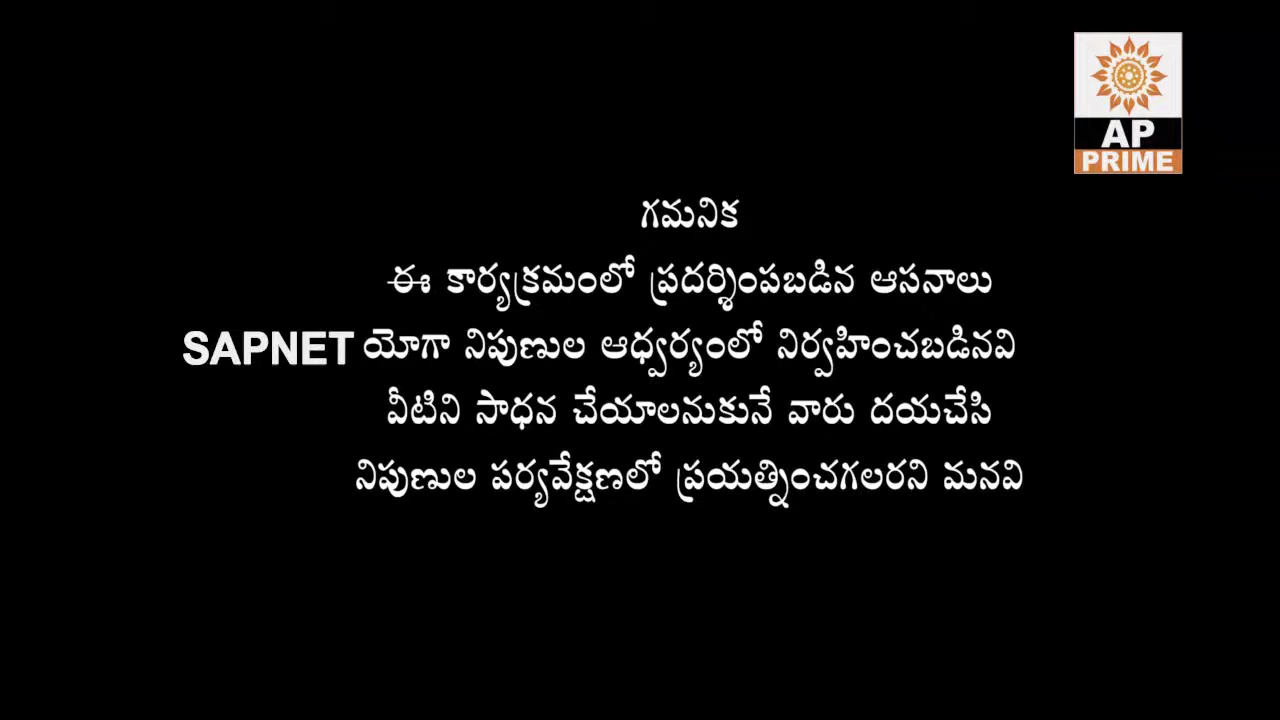 AP
PRIME
గమనిక
ఈ కార్యక్రమంలో ప్రదర్శింపబడిన ఆసనాలు
SAPNET యోగా నిపుణుల ఆధ్వర్యంలో నిర్వహించబడినవి
వీటిని సాధన చేయాలనుకునే వారు దయచేసి
నిపుణుల పర్యవేక్షణలో ప్రయత్నించగలరని మనవి